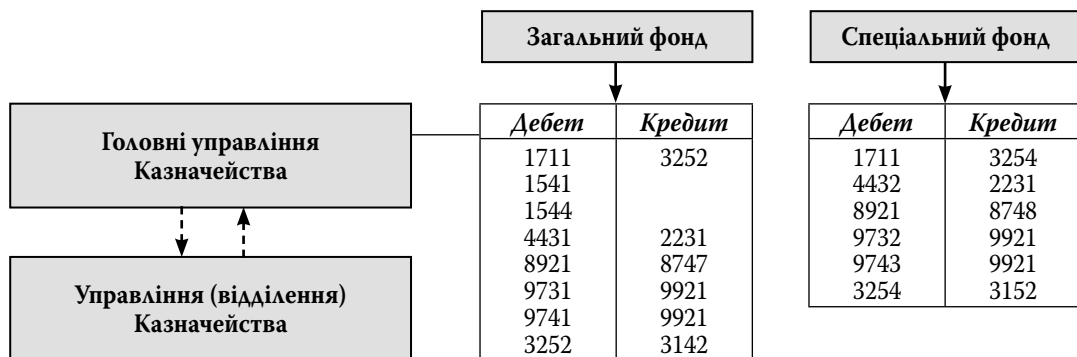 Загальний фонд
Спеціальний фонд
Головні управління
Казначейства
Управління (відділення)
Казначейства
Дебет Кредит
1711 3252
1541
1544
4431 2231
8921 8747
9731 9921
9741 9921
3252 3142
Дебет Кредит
1711 3254
4432 2231
8921 8748
9732 9921
9743 9921
3254 3152